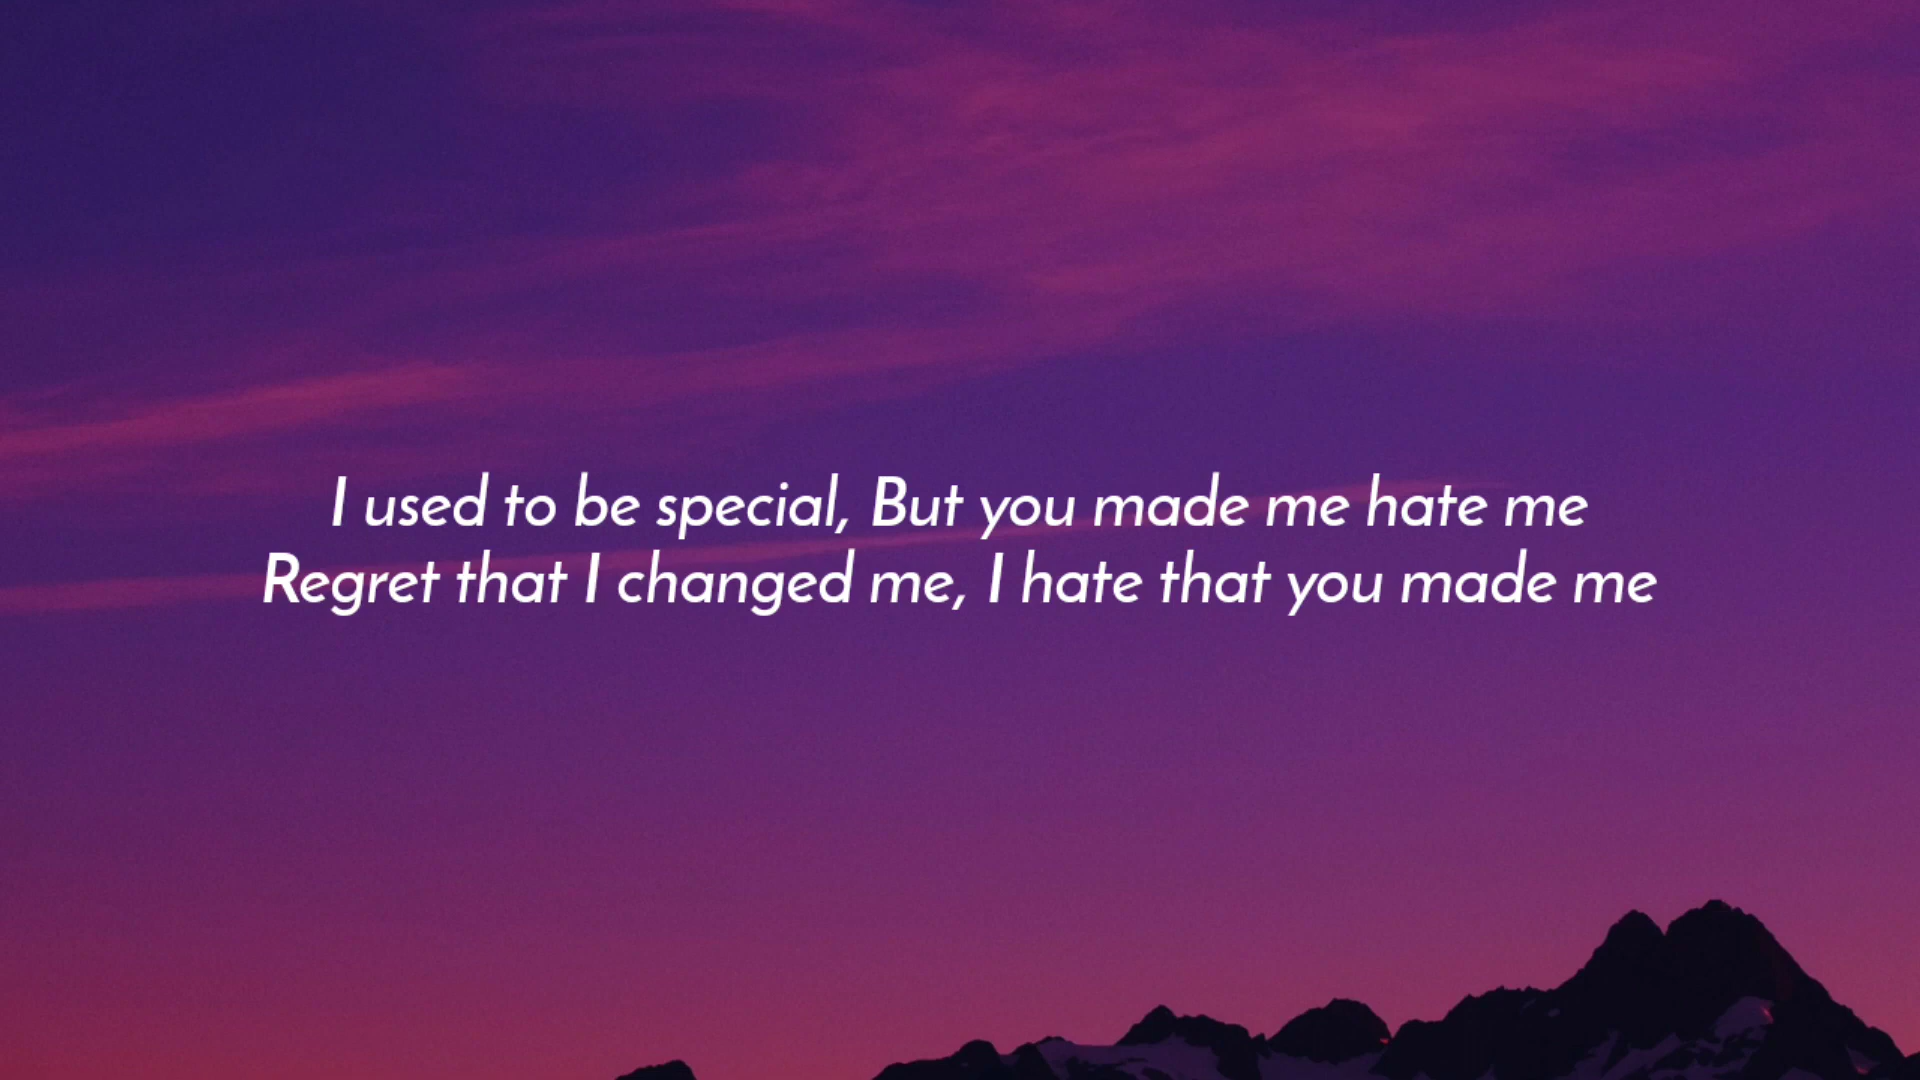 I used to be special, But you made me hate me
Regret that I changed me, I hate that you made me